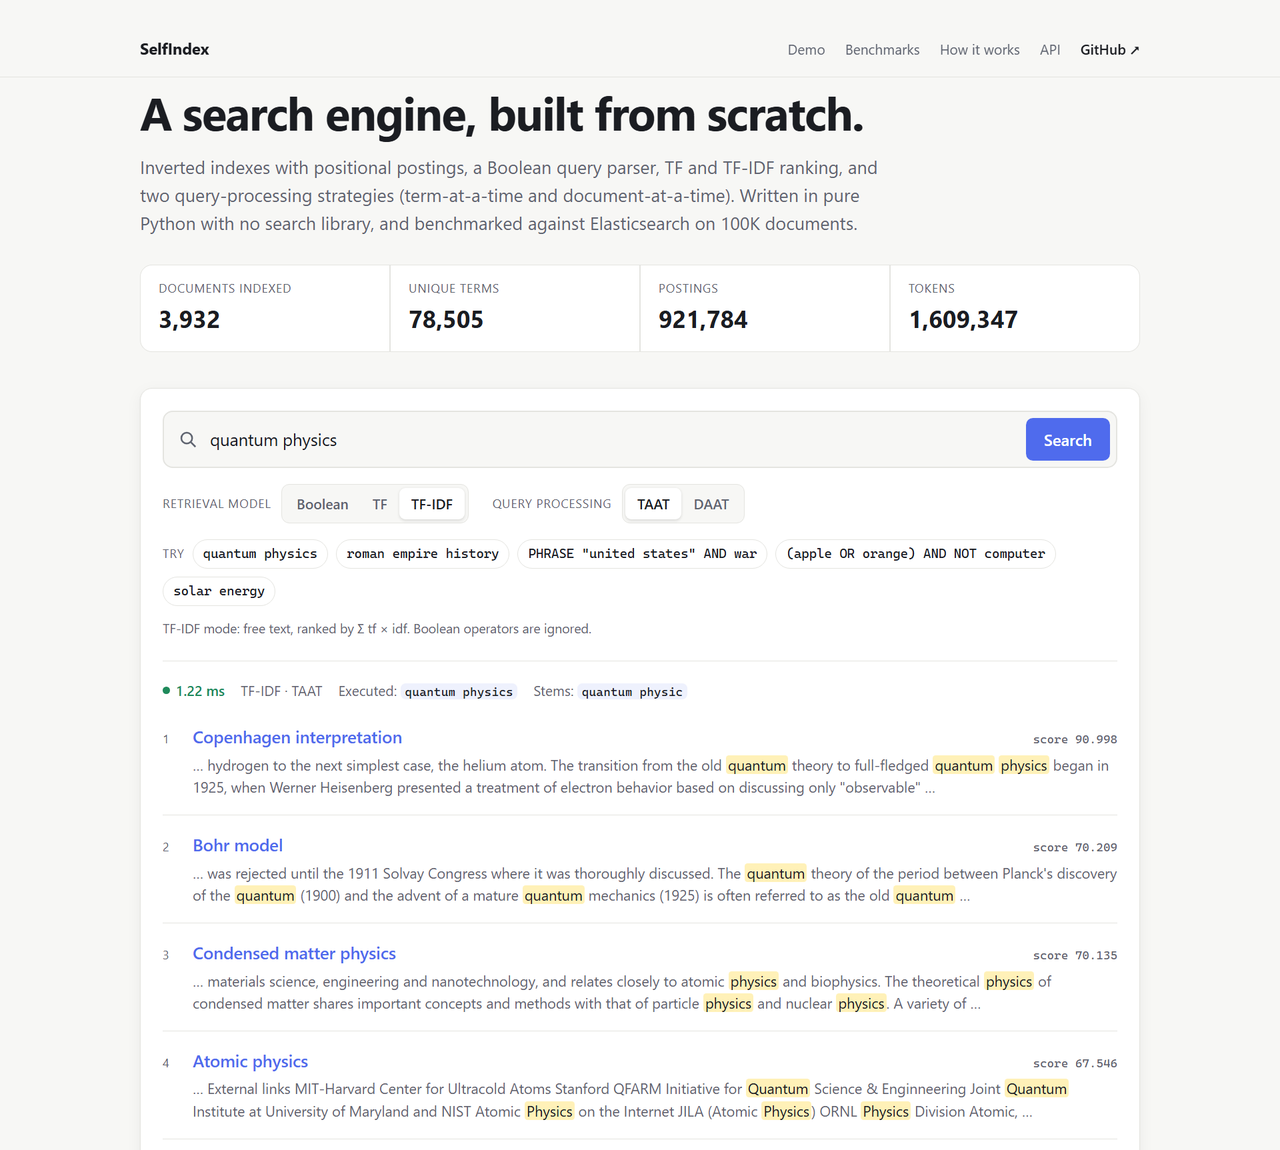 SelfIndex
Demo
Benchmarks
How it works
API
GitHub ↗
A search engine, built from scratch.
Inverted indexes with positional postings, a Boolean query parser, TF and TF-IDF ranking, and
two query-processing strategies (term-at-a-time and document-at-a-time). Written in pure
Python with no search library, and benchmarked against Elasticsearch on 100K documents.
DOCUMENTS INDEXED
3,932
UNIQUE TERMS
78,505
POSTINGS
921,784
TOKENS
1,609,347
quantum physics
Search
RETRIEVAL MODEL
Boolean
TF
TF-IDF
QUERY PROCESSING
TAAT
DAAT
TRY
quantum physics
roman empire history
PHRASE "united states" AND war
(apple OR orange) AND NOT computer
solar energy
TF-IDF mode: free text, ranked by Σ tf × idf. Boolean operators are ignored.
1.22 ms
TF-IDF · TAAT
Executed: quantum physics
Stems: quantum physic
1
Copenhagen interpretation
score 90.998
... hydrogen to the next simplest case, the helium atom. The transition from the old quantum theory to full-fledged quantum physics began in
1925, when Werner Heisenberg presented a treatment of electron behavior based on discussing only "observable" ...
2
Bohr model
score 70.209
... was rejected until the 1911 Solvay Congress where it was thoroughly discussed. The quantum theory of the period between Planck's discovery
of the quantum (1900) and the advent of a mature quantum mechanics (1925) is often referred to as the old quantum ...
3
Condensed matter physics
score 70.135
... materials science, engineering and nanotechnology, and relates closely to atomic physics and biophysics. The theoretical physics of
condensed matter shares important concepts and methods with that of particle physics and nuclear physics. A variety of ...
4
Atomic physics
score 67.546
... External links MIT-Harvard Center for Ultracold Atoms Stanford QFARM Initiative for Quantum Science & Enginneering Joint Quantum
Institute at University of Maryland and NIST Atomic Physics on the Internet JILA (Atomic Physics) ORNL Physics Division Atomic, ...